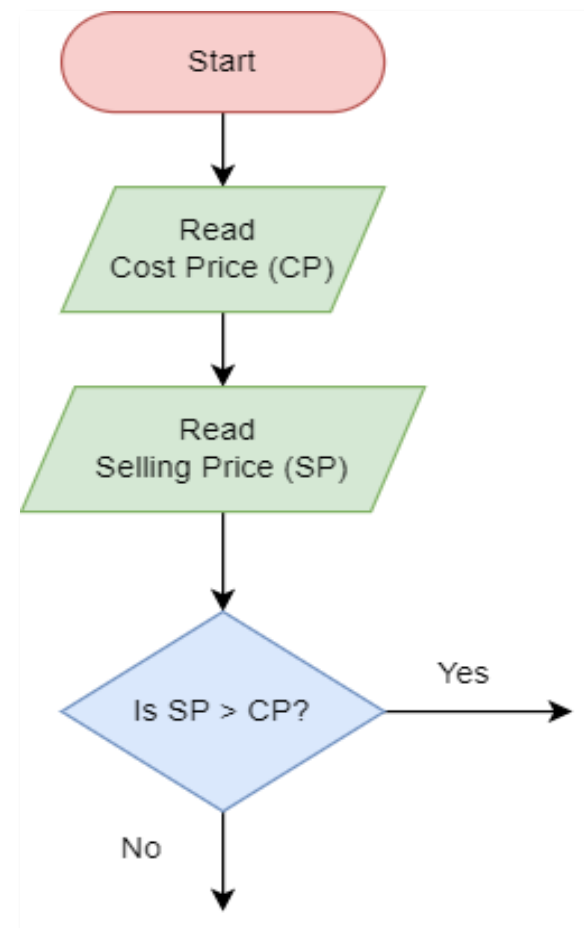 Start
Read
Cost Price (CP)
Read
Selling Price (SP)
Is SP > CP?
Yes
No